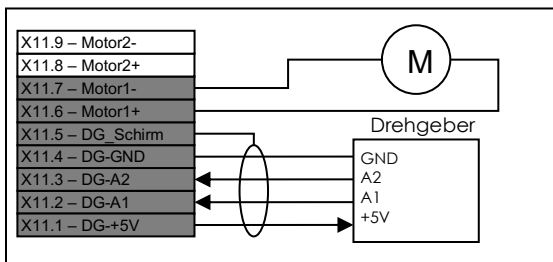 X11.9 – Motor2-
X11.8 – Motor2+
X11.7 – Motor1-
X11.6 – Motor1+
X11.5 – DG_Schirm
X11.4 – DG-GND
X11.3 – DG-A2
X11.2 – DG-A1
X11.1 – DG-+5V
M
Drehgeber
GND
A2
A1
+5V